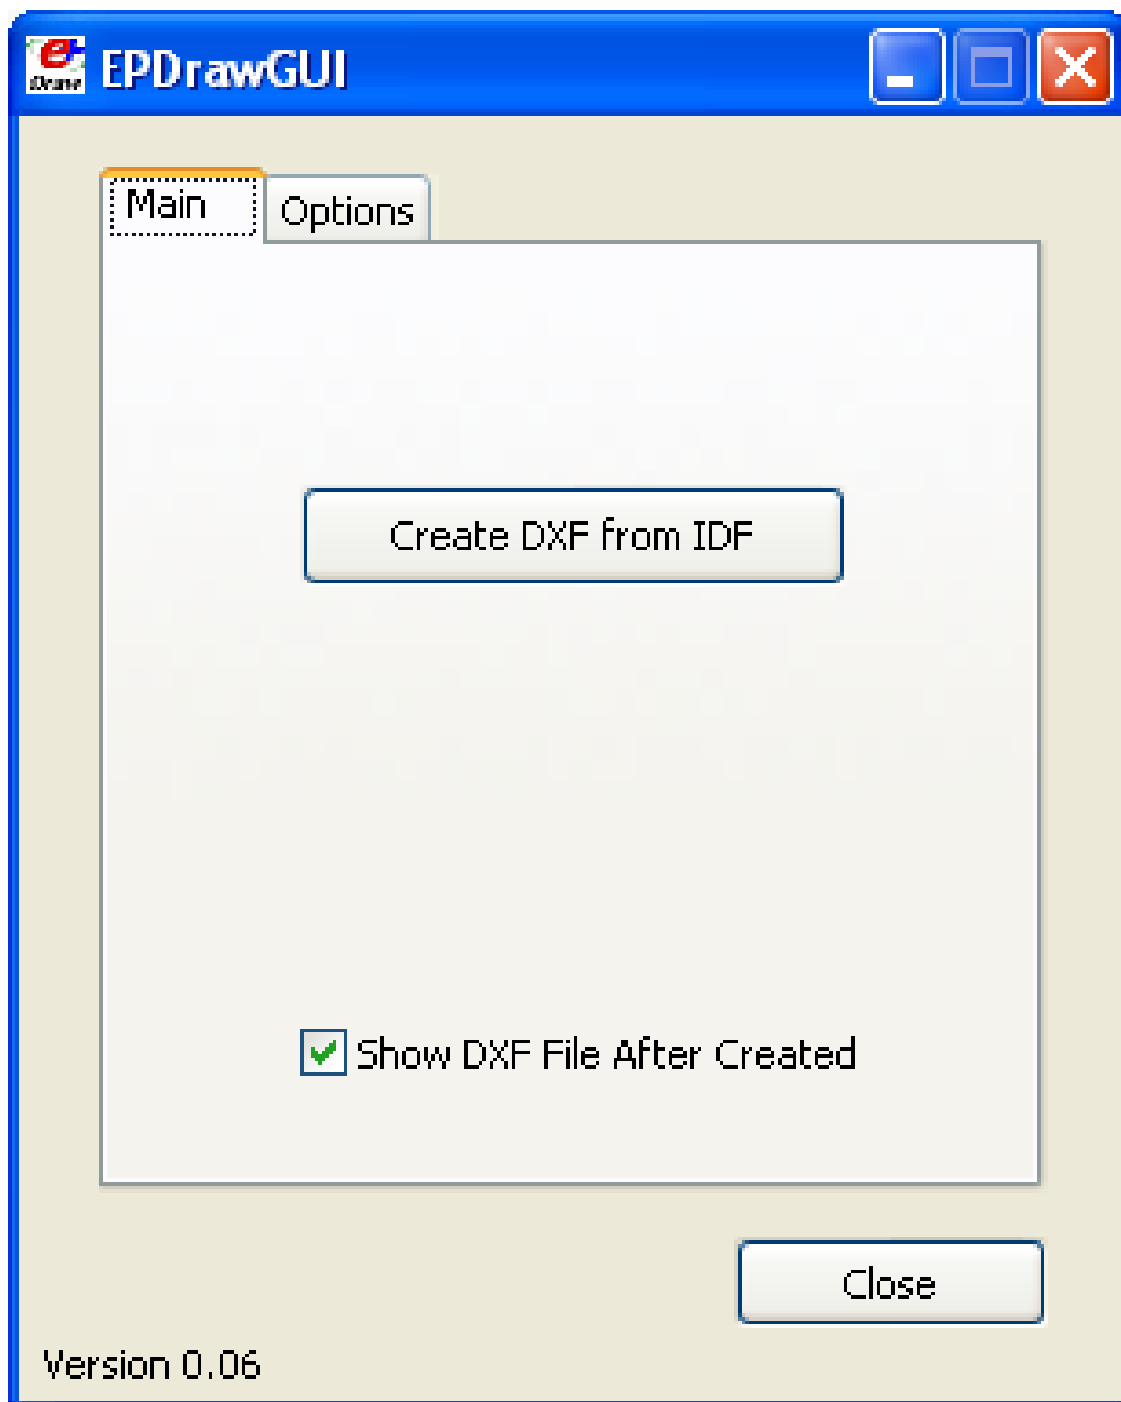 EPDrawGUI
Main
Options
Create DXF from IDF
Show DXF File After Created
Close
Version 0.06